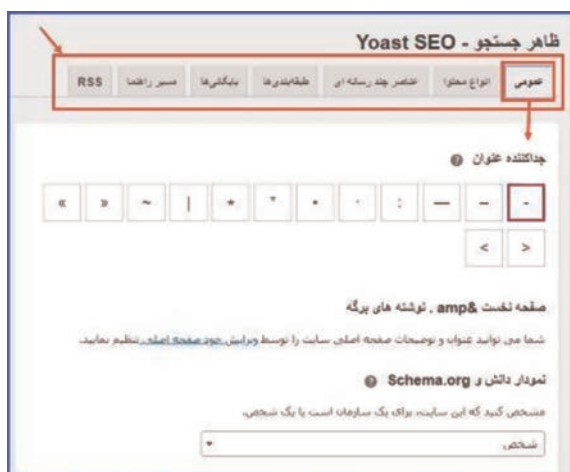 ظاهر جستجو - Yoast SEO
عمومی انواع محتوا عناصر چند رسانه ای طبقه‌بندی‌ها بایگانی‌ها مسیر راهنما RSS
جداکننده عنوان
- – — : · • * ⋆ | ~ « »
< >
صفحه نخست &amp; نوشته های برگه
شما می توانید عنوان و توضیحات صفحه اصلی سایت را توسط ویرایش خود صفحه اصلی تنظیم نمایید.
نمودار دانش و Schema.org
مشخص کنید که این سایت، برای یک سازمان است یا یک شخص.
شخص